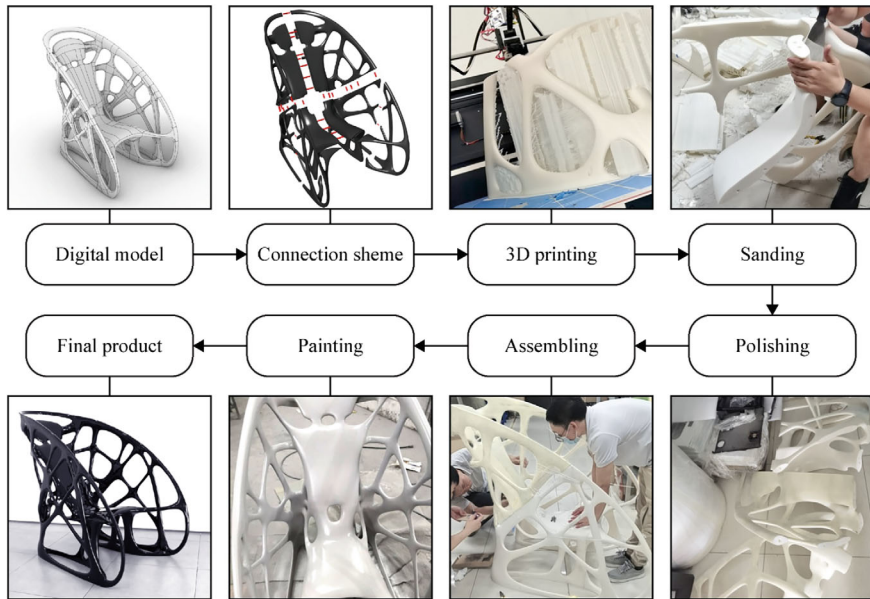 Digital model
Connection sheme
3D printing
Sanding
Final product
Painting
Assembling
Polishing